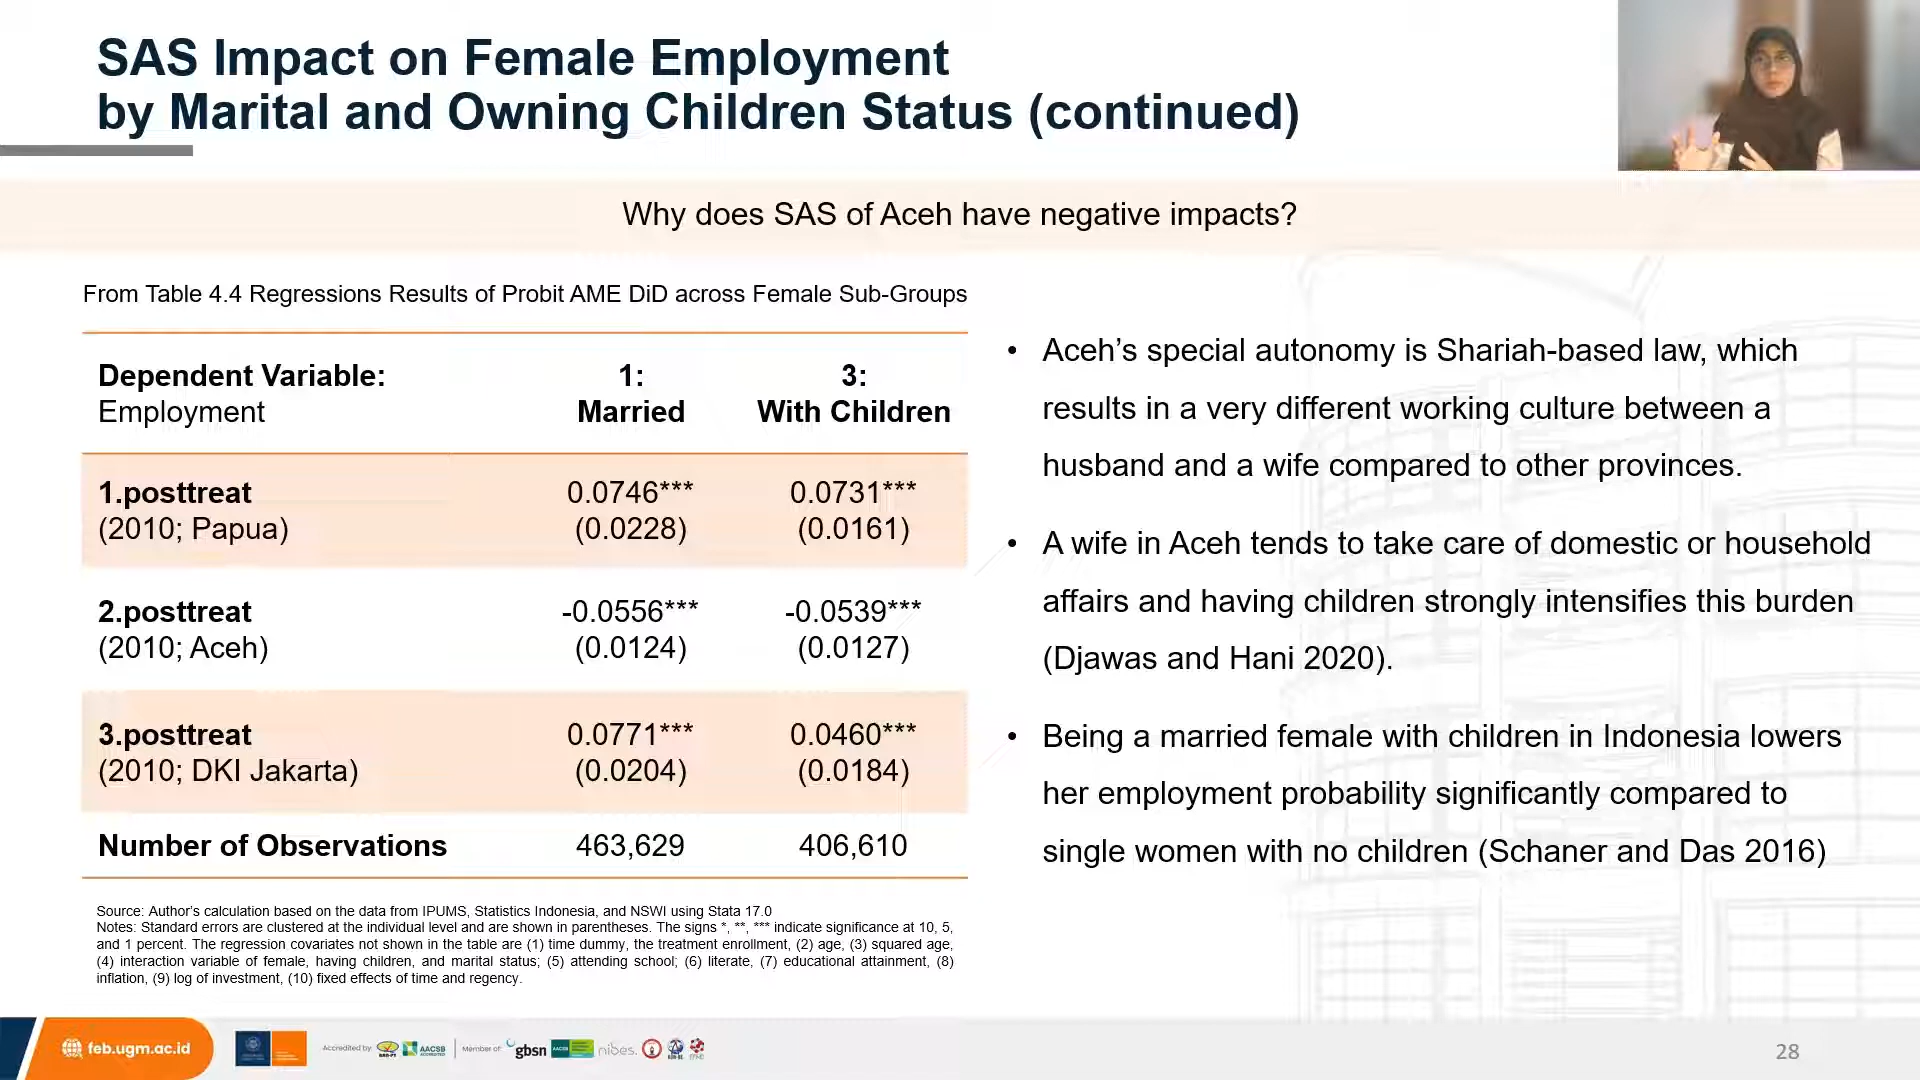 SAS Impact on Female Employment
by Marital and Owning Children Status (continued)
Why does SAS of Aceh have negative impacts?
From Table 4.4 Regressions Results of Probit AME DiD across Female Sub-Groups
Dependent Variable: 1: 3:
Employment Married With Children
1.posttreat 0.0746*** 0.0731***
(2010; Papua) (0.0228) (0.0161)
2.posttreat -0.0556*** -0.0539***
(2010; Aceh) (0.0124) (0.0127)
3.posttreat 0.0771*** 0.0460***
(2010; DKI Jakarta) (0.0204) (0.0184)
Number of Observations 463,629 406,610
Source: Author's calculation based on the data from IPUMS, Statistics Indonesia, and NSWI using Stata 17.0
Notes: Standard errors are clustered at the individual level and are shown in parentheses. The signs *, **, *** indicate significance at 10, 5,
and 1 percent. The regression covariates not shown in the table are (1) time dummy, the treatment enrollment, (2) age, (3) squared age,
(4) interaction variable of female, having children, and marital status; (5) attending school; (6) literate, (7) educational attainment, (8)
inflation, (9) log of investment, (10) fixed effects of time and regency.
• Aceh’s special autonomy is Shariah-based law, which
results in a very different working culture between a
husband and a wife compared to other provinces.
• A wife in Aceh tends to take care of domestic or household
affairs and having children strongly intensifies this burden
(Djawas and Hani 2020).
• Being a married female with children in Indonesia lowers
her employment probability significantly compared to
single women with no children (Schaner and Das 2016)
feb.ugm.ac.id
Accredited by
AACSB
ACCREDITED
Member of:
gbsn
nibes.
28